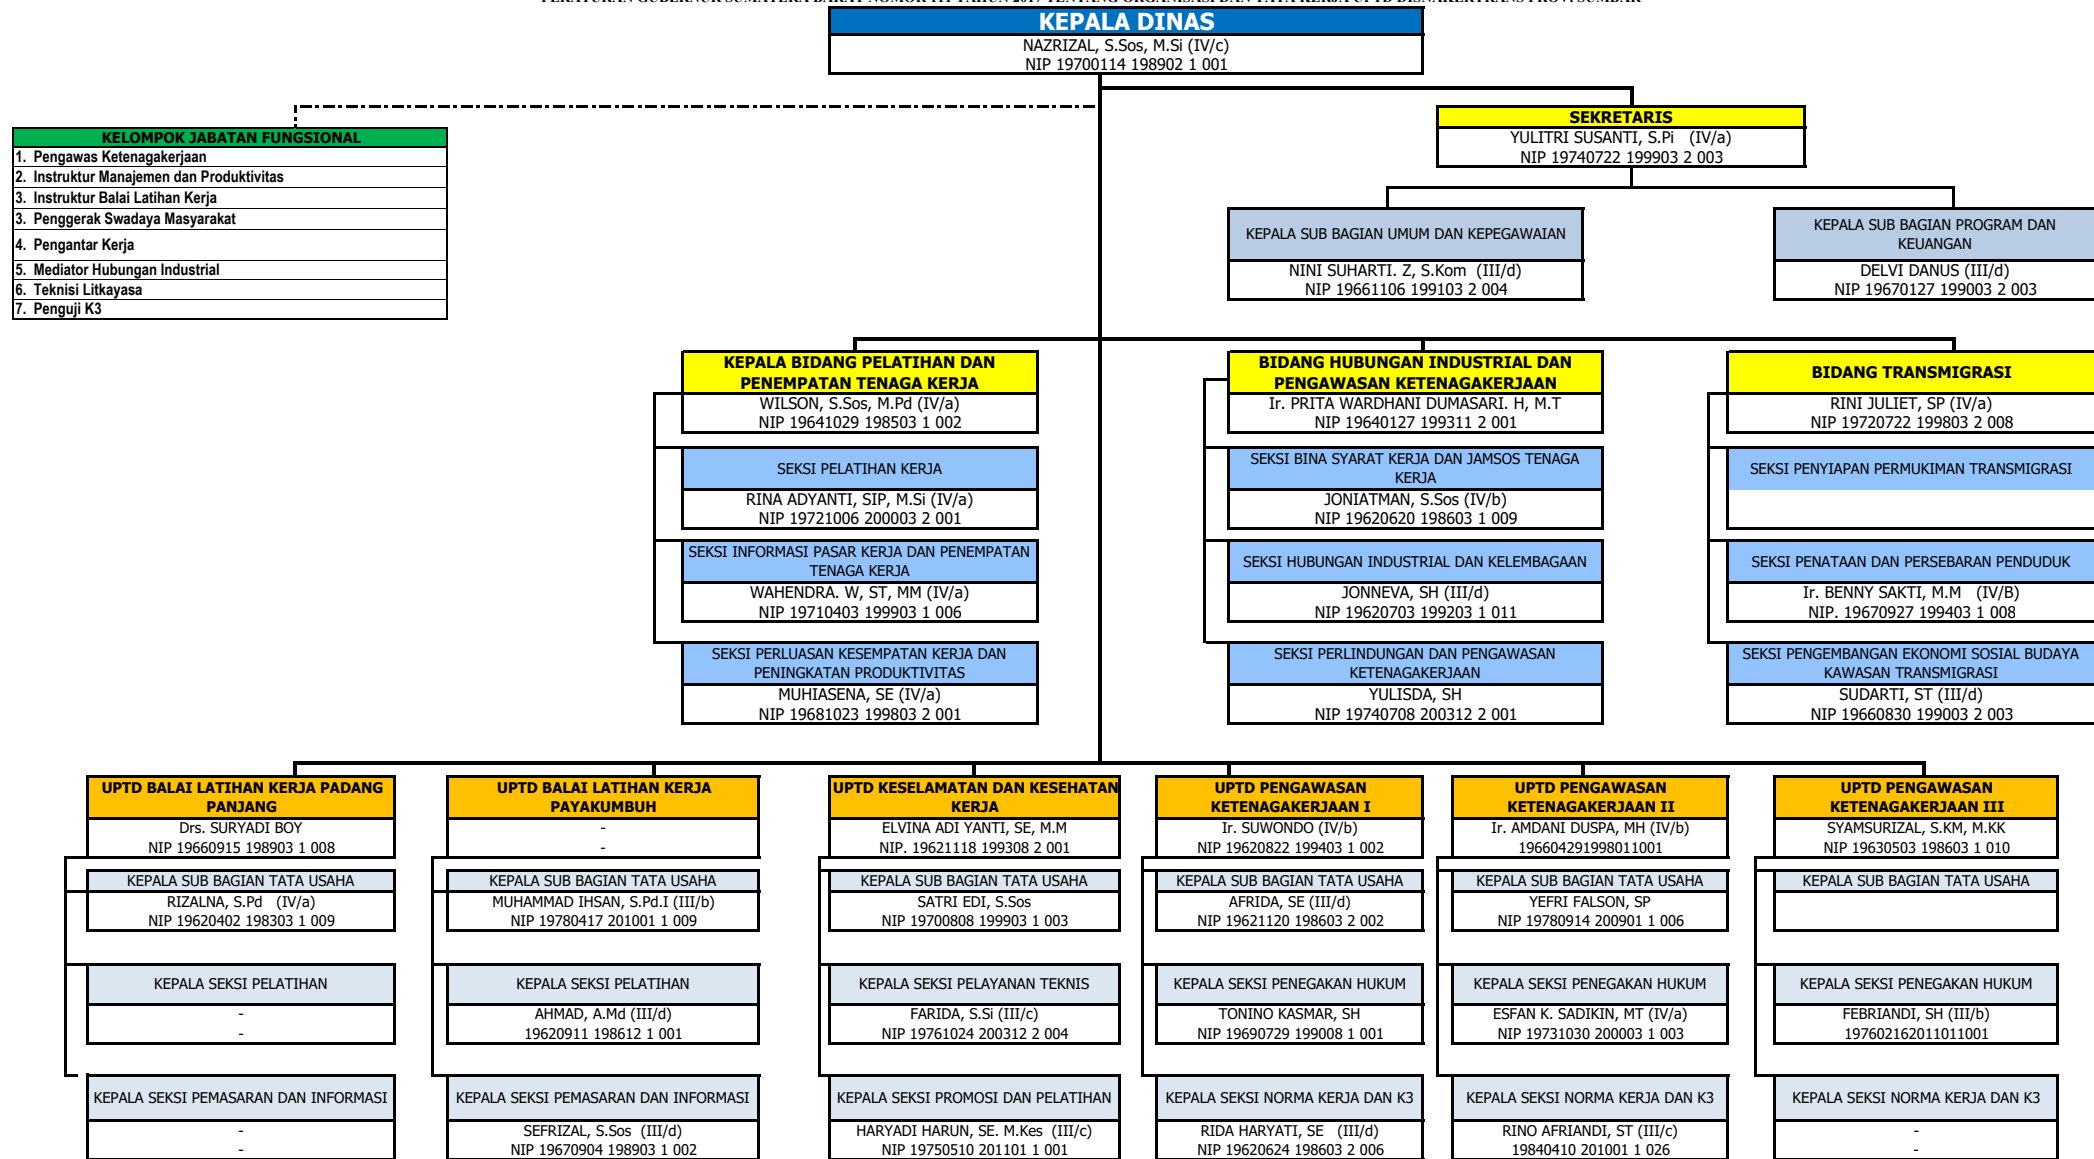 PERATURAN GUBERNUR SUMATERA BARAT NOMOR 111 TAHUN 2017 TENTANG ORGANISASI DAN TATA KERJA UPTD DISNAKERTRANS PROV. SUMBAR
KEPALA DINAS
NAZRIZAL, S.Sos, M.Si (IV/c)
NIP 19700114 198902 1 001
KELOMPOK JABATAN FUNGSIONAL
1. Pengawas Ketenagakerjaan
2. Instruktur Manajemen dan Produktivitas
3. Instruktur Balai Latihan Kerja
3. Penggerak Swadaya Masyarakat
4. Pengantar Kerja
5. Mediator Hubungan Industrial
6. Teknisi Litkayasa
7. Penguji K3
SEKRETARIS
YULITRI SUSANTI, S.Pi (IV/a)
NIP 19740722 199903 2 003
KEPALA SUB BAGIAN UMUM DAN KEPEGAWAIAN
NINI SUHARTI. Z, S.Kom (III/d)
NIP 19661106 199103 2 004
KEPALA SUB BAGIAN PROGRAM DAN
KEUANGAN
DELVI DANUS (III/d)
NIP 19670127 199003 2 003
KEPALA BIDANG PELATIHAN DAN
PENEMPATAN TENAGA KERJA
WILSON, S.Sos, M.Pd (IV/a)
NIP 19641029 198503 1 002
SEKSI PELATIHAN KERJA
RINA ADYANTI, SIP, M.Si (IV/a)
NIP 19721006 200003 2 001
SEKSI INFORMASI PASAR KERJA DAN PENEMPATAN
TENAGA KERJA
WAHENDRA. W, ST, MM (IV/a)
NIP 19710403 199903 1 006
SEKSI PERLUASAN KESEMPATAN KERJA DAN
PENINGKATAN PRODUKTIVITAS
MUHIASENA, SE (IV/a)
NIP 19681023 199803 2 001
BIDANG HUBUNGAN INDUSTRIAL DAN
PENGAWASAN KETENAGAKERJAAN
Ir. PRITA WARDHANI DUMASARI. H, M.T
NIP 19640127 199311 2 001
SEKSI BINA SYARAT KERJA DAN JAMSOS TENAGA
KERJA
JONIATMAN, S.Sos (IV/b)
NIP 19620620 198603 1 009
SEKSI HUBUNGAN INDUSTRIAL DAN KELEMBAGAAN
JONNEVA, SH (III/d)
NIP 19620703 199203 1 011
SEKSI PERLINDUNGAN DAN PENGAWASAN
KETENAGAKERJAAN
YULISDA, SH
NIP 19740708 200312 2 001
BIDANG TRANSMIGRASI
RINI JULIET, SP (IV/a)
NIP 19720722 199803 2 008
SEKSI PENYIAPAN PERMUKIMAN TRANSMIGRASI
SEKSI PENATAAN DAN PERSEBARAN PENDUDUK
Ir. BENNY SAKTI, M.M (IV/B)
NIP. 19670927 199403 1 008
SEKSI PENGEMBANGAN EKONOMI SOSIAL BUDAYA
KAWASAN TRANSMIGRASI
SUDARTI, ST (III/d)
NIP 19660830 199003 2 003
UPTD BALAI LATIHAN KERJA PADANG
PANJANG
Drs. SURYADI BOY
NIP 19660915 198903 1 008
KEPALA SUB BAGIAN TATA USAHA
RIZALNA, S.Pd (IV/a)
NIP 19620402 198303 1 009
KEPALA SEKSI PELATIHAN
-
-
KEPALA SEKSI PEMASARAN DAN INFORMASI
-
-
UPTD BALAI LATIHAN KERJA
PAYAKUMBUH
-
-
KEPALA SUB BAGIAN TATA USAHA
MUHAMMAD IHSAN, S.Pd.I (III/b)
NIP 19780417 201001 1 009
KEPALA SEKSI PELATIHAN
AHMAD, A.Md (III/d)
19620911 198612 1 001
KEPALA SEKSI PEMASARAN DAN INFORMASI
SEFRIZAL, S.Sos (III/d)
NIP 19670904 198903 1 002
UPTD KESELAMATAN DAN KESEHATAN
KERJA
ELVINA ADI YANTI, SE, M.M
NIP. 19621118 199308 2 001
KEPALA SUB BAGIAN TATA USAHA
SATRI EDI, S.Sos
NIP 19700808 199903 1 003
KEPALA SEKSI PELAYANAN TEKNIS
FARIDA, S.Si (III/c)
NIP 19761024 200312 2 004
KEPALA SEKSI PROMOSI DAN PELATIHAN
HARYADI HARUN, SE. M.Kes (III/c)
NIP 19750510 201101 1 001
UPTD PENGAWASAN
KETENAGAKERJAAN I
Ir. SUWONDO (IV/b)
NIP 19620822 199403 1 002
KEPALA SUB BAGIAN TATA USAHA
AFRIDA, SE (III/d)
NIP 19621120 198603 2 002
KEPALA SEKSI PENEGAKAN HUKUM
TONINO KASMAR, SH
NIP 19690729 199008 1 001
KEPALA SEKSI NORMA KERJA DAN K3
RIDA HARYATI, SE (III/d)
NIP 19620624 198603 2 006
UPTD PENGAWASAN
KETENAGAKERJAAN II
Ir. AMDANI DUSPA, MH (IV/b)
196604291998011001
KEPALA SUB BAGIAN TATA USAHA
YEFRI FALSON, SP
NIP 19780914 200901 1 006
KEPALA SEKSI PENEGAKAN HUKUM
ESFAN K. SADIKIN, MT (IV/a)
NIP 19731030 200003 1 003
KEPALA SEKSI NORMA KERJA DAN K3
RINO AFRIANDI, ST (III/c)
19840410 201001 1 026
UPTD PENGAWASAN
KETENAGAKERJAAN III
SYAMSURIZAL, S.KM, M.KK
NIP 19630503 198603 1 010
KEPALA SUB BAGIAN TATA USAHA
KEPALA SEKSI PENEGAKAN HUKUM
FEBRIANDI, SH (III/b)
197602162011011001
KEPALA SEKSI NORMA KERJA DAN K3
-
-